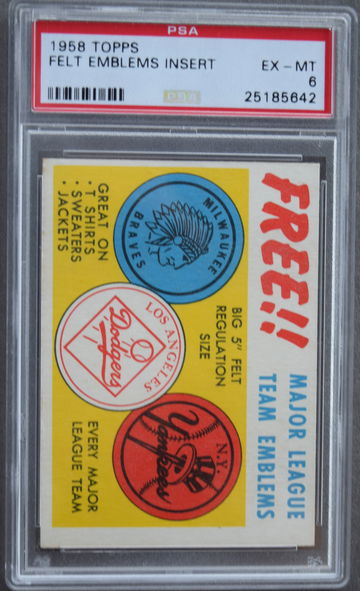 PSA
1958 TOPPS
FELT EMBLEMS INSERT
EX - MT
6
25185642
PSA
FREE!!
MAJOR LEAGUE
TEAM EMBLEMS
MILWAUKEE
BRAVES
BIG 5" FELT
REGULATION
SIZE
LOS ANGELES
Dodgers
N.Y.
Yankees
GREAT ON
• T SHIRTS
• SWEATERS
• JACKETS
EVERY MAJOR
LEAGUE TEAM